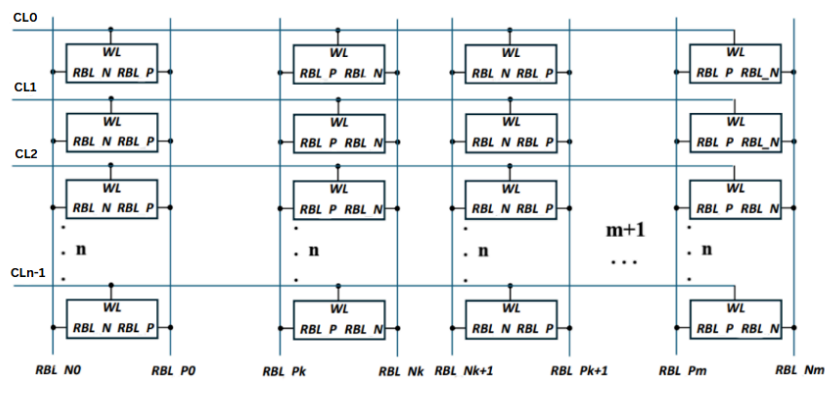 CL0
WL WL WL WL
RBL N RBL P RBL P RBL N RBL N RBL P RBL P RBL_N
CL1
WL WL WL WL
RBL N RBL P RBL P RBL N RBL N RBL P RBL P RBL_N
CL2
WL WL WL WL
RBL N RBL P RBL P RBL N RBL N RBL P RBL P RBL N
m+1
. n . n . n ... . n
CLn-1
WL WL WL WL
RBL N RBL P RBL P RBL N RBL N RBL P RBL P RBL N
RBL N0 RBL P0 RBL Pk RBL Nk RBL Nk+1 RBL Pk+1 RBL Pm RBL Nm